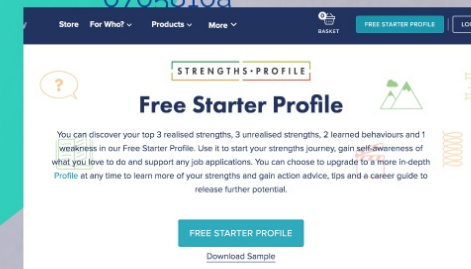 Store For Who? Products More
0
BASKET
FREE STARTER PROFILE
STRENGTHS•PROFILE
?
Free Starter Profile
You can discover your top 3 realised strengths, 3 unrealised strengths, 2 learned behaviours and 1
weakness in our Free Starter Profile. Use it to start your strengths journey, gain self-awareness of
what you love to do and support any job applications. You can choose to upgrade to a more in-depth
Profile at any time to learn more of your strengths and gain action advice, tips and a career guide to
release further potential.
FREE STARTER PROFILE
Download Sample